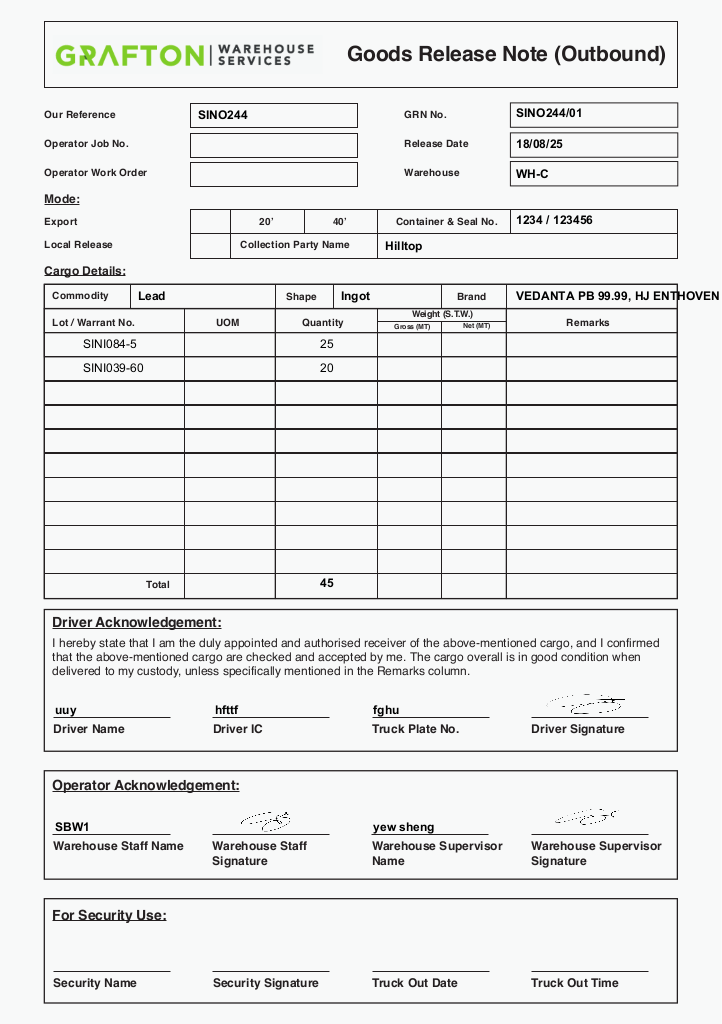 GRAFTON | WAREHOUSE SERVICES
Goods Release Note (Outbound)
Our Reference SINO244 GRN No. SINO244/01
Operator Job No. Release Date 18/08/25
Operator Work Order Warehouse WH-C
Mode:
Export 20' 40' Container & Seal No. 1234 / 123456
Local Release Collection Party Name Hilltop
Cargo Details:
Commodity Lead Shape Ingot Brand VEDANTA PB 99.99, HJ ENTHOVEN
Lot / Warrant No. UOM Quantity Weight (S.T.W.) Remarks
Gross (MT) Net (MT)
SINI084-5 25
SINI039-60 20
Total 45
Driver Acknowledgement:
I hereby state that I am the duly appointed and authorised receiver of the above-mentioned cargo, and I confirmed
that the above-mentioned cargo are checked and accepted by me. The cargo overall is in good condition when
delivered to my custody, unless specifically mentioned in the Remarks column.
uuy hfttf fghu
Driver Name Driver IC Truck Plate No. Driver Signature
Operator Acknowledgement:
SBW1 yew sheng
Warehouse Staff Name Warehouse Staff Signature Warehouse Supervisor Name Warehouse Supervisor Signature
For Security Use:
Security Name Security Signature Truck Out Date Truck Out Time